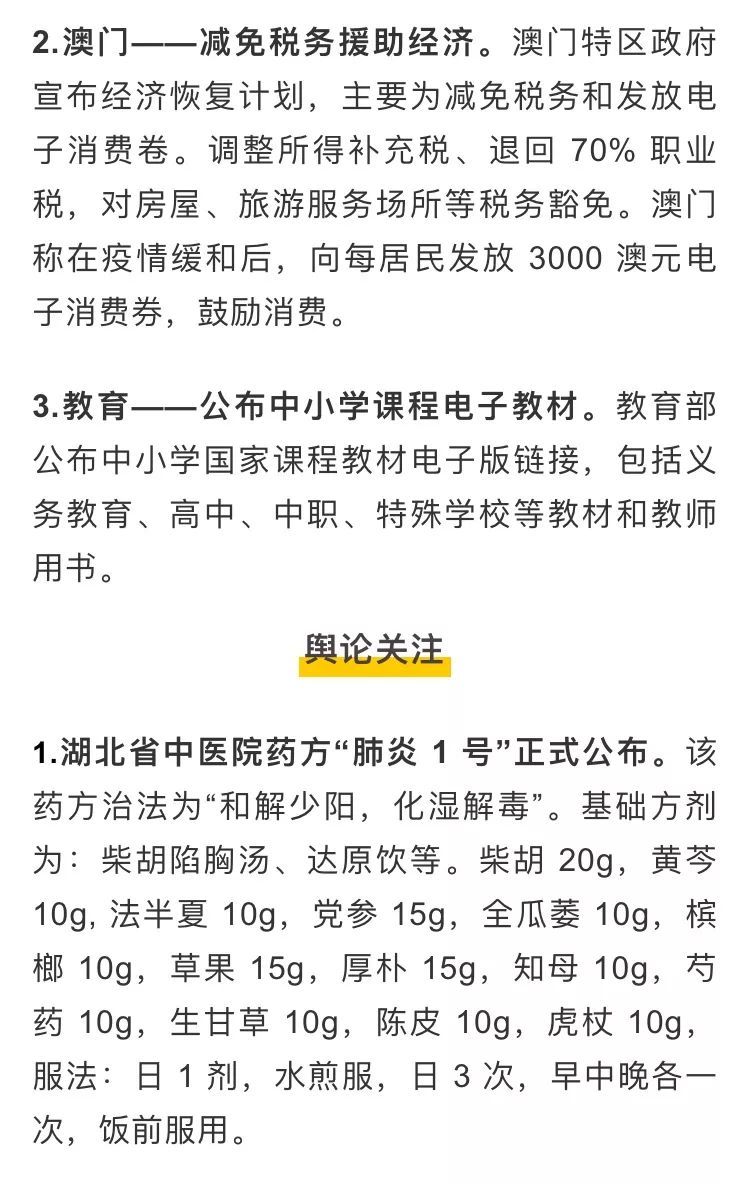 2.澳门——减免税务援助经济。澳门特区政府
宣布经济恢复计划，主要为减免税务和发放电
子消费卷。调整所得补充税、退回 70% 职业
税，对房屋、旅游服务场所等税务豁免。澳门
称在疫情缓和后，向每居民发放 3000 澳元电
子消费券，鼓励消费。
3.教育——公布中小学课程电子教材。教育部
公布中小学国家课程教材电子版链接，包括义
务教育、高中、中职、特殊学校等教材和教师
用书。
舆论关注
1.湖北省中医院药方“肺炎 1 号”正式公布。该
药方治法为“和解少阳，化湿解毒”。基础方剂
为：柴胡陷胸汤、达原饮等。柴胡 20g，黄芩
10g, 法半夏 10g，党参 15g，全瓜蒌 10g，槟
榔 10g，草果 15g，厚朴 15g，知母 10g，芍
药 10g，生甘草 10g，陈皮 10g，虎杖 10g，
服法：日 1 剂，水煎服，日 3 次，早中晚各一
次，饭前服用。